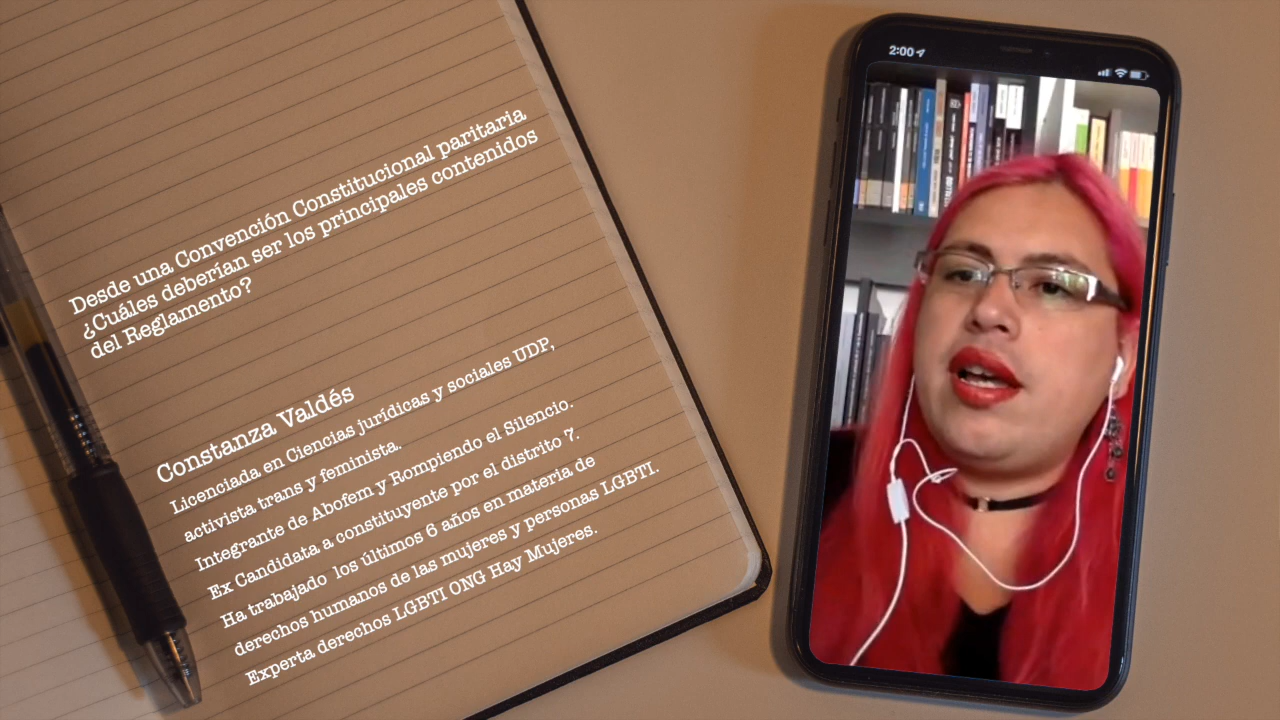 Desde una Convención Constitucional paritaria
¿Cuáles deberían ser los principales contenidos
del Reglamento?
Constanza Valdés
Licenciada en Ciencias jurídicas y sociales UDP,
activista trans y feminista.
Integrante de Abofem y Rompiendo el Silencio.
Ex Candidata a constituyente por el distrito 7.
Ha trabajado los últimos 6 años en materia de
derechos humanos de las mujeres y personas LGBTI.
Experta derechos LGBTI ONG Hay Mujeres.
2:00